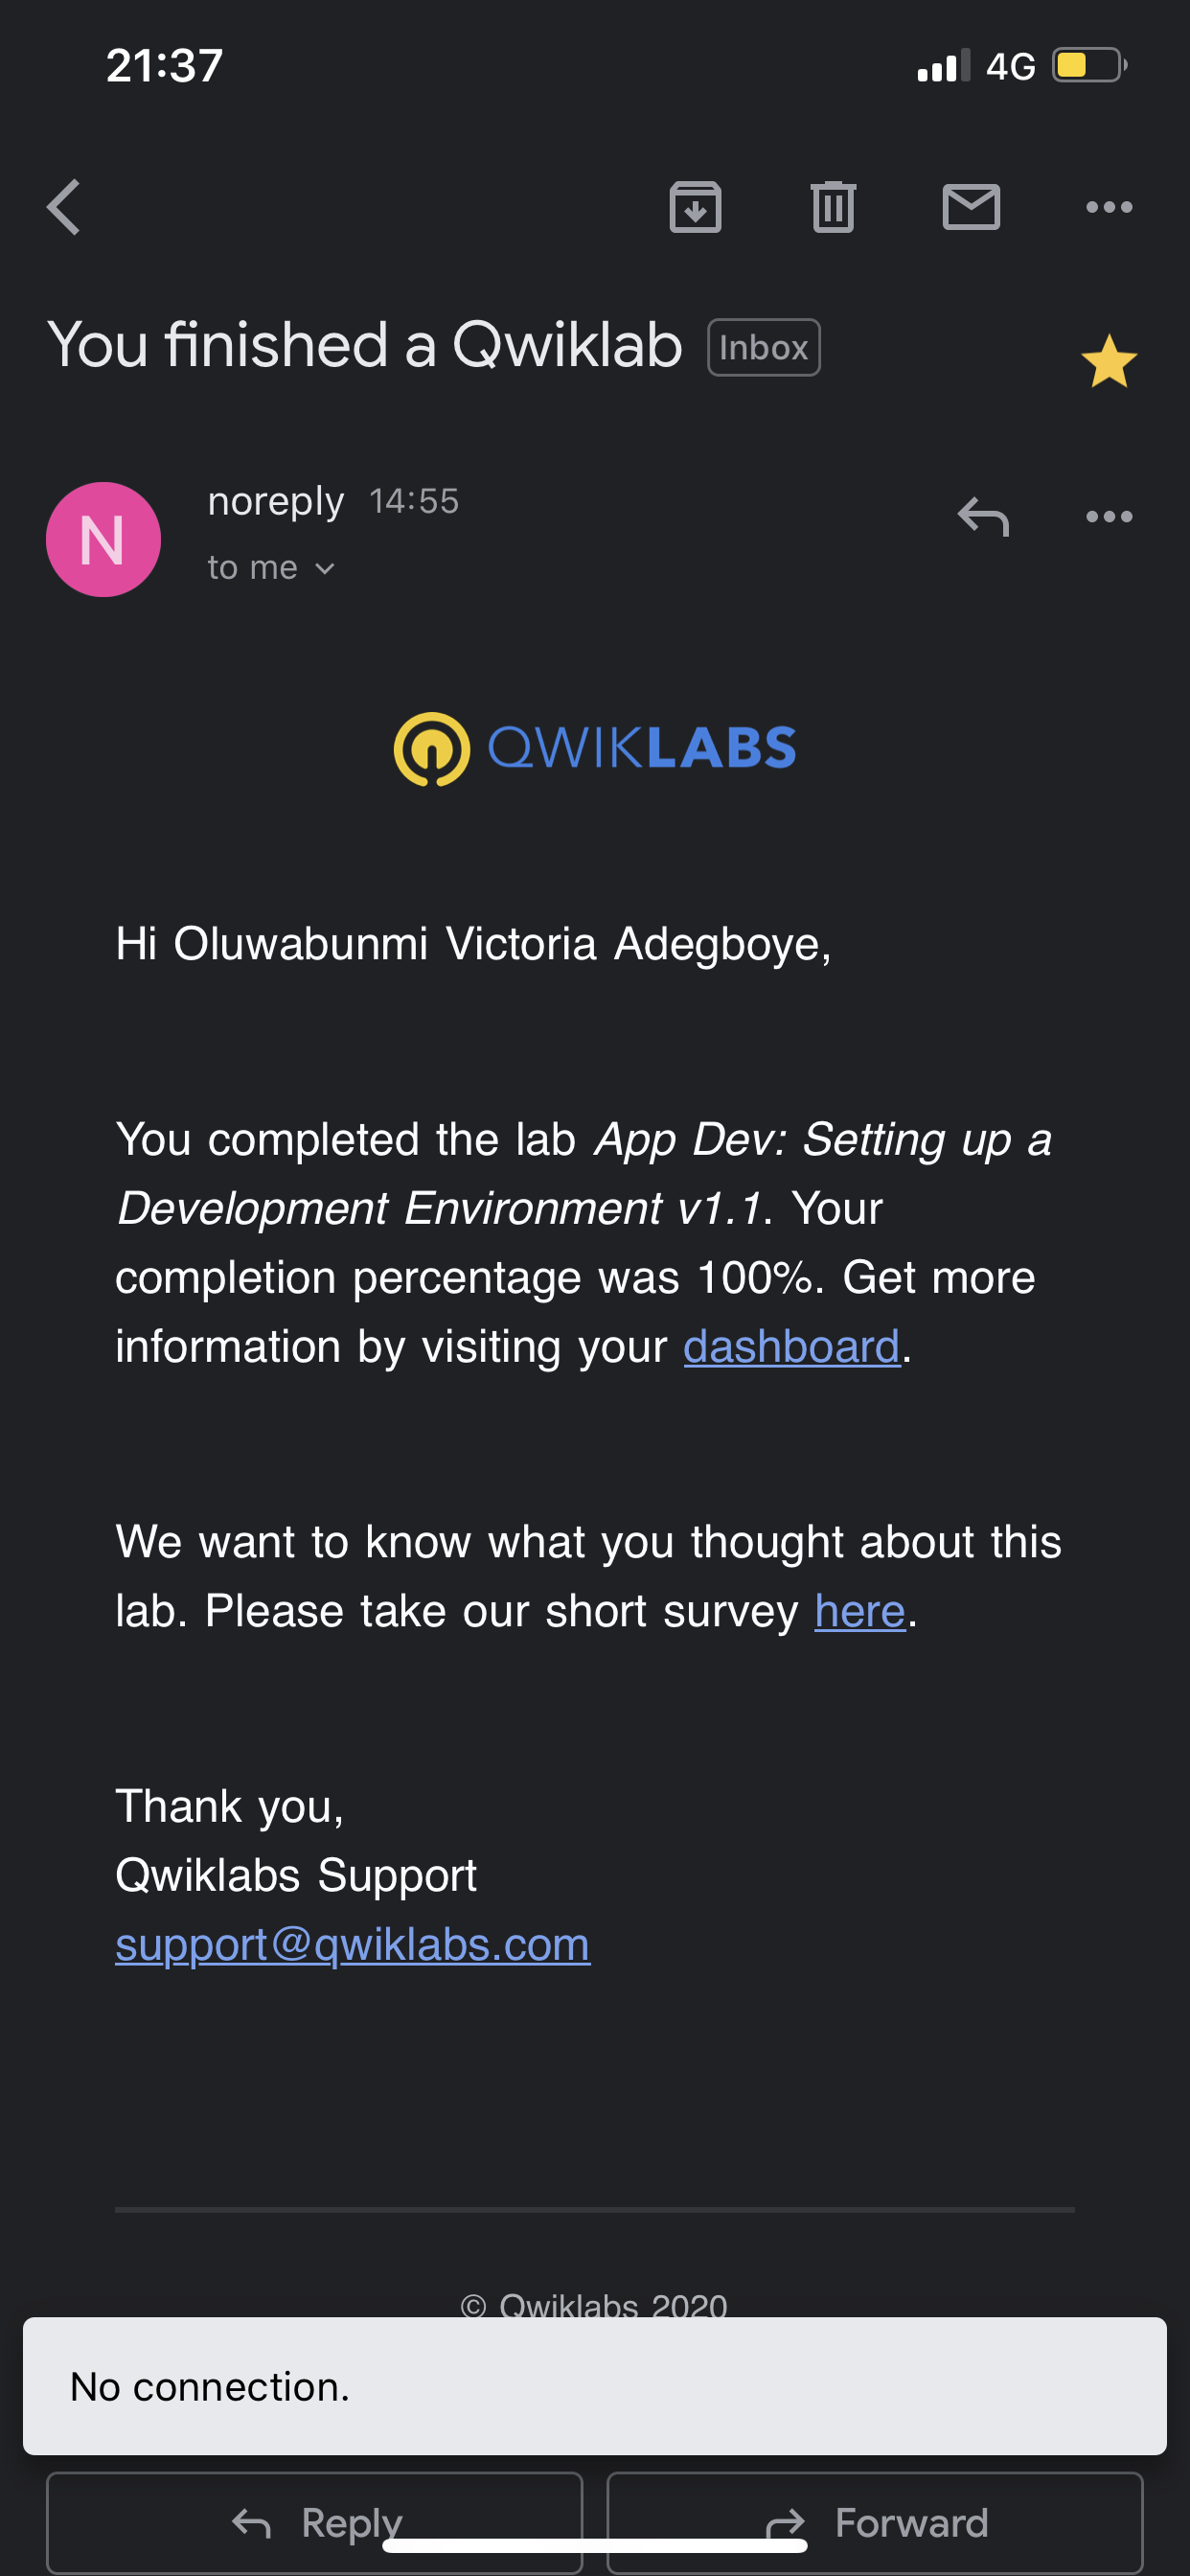 21:37 4G
You finished a Qwiklab Inbox
N noreply 14:55
to me
QWIKLABS
Hi Oluwabunmi Victoria Adegboye,
You completed the lab App Dev: Setting up a
Development Environment v1.1. Your
completion percentage was 100%. Get more
information by visiting your dashboard.
We want to know what you thought about this
lab. Please take our short survey here.
Thank you,
Qwiklabs Support
support@qwiklabs.com
© Qwiklabs 2020
No connection.
Reply Forward